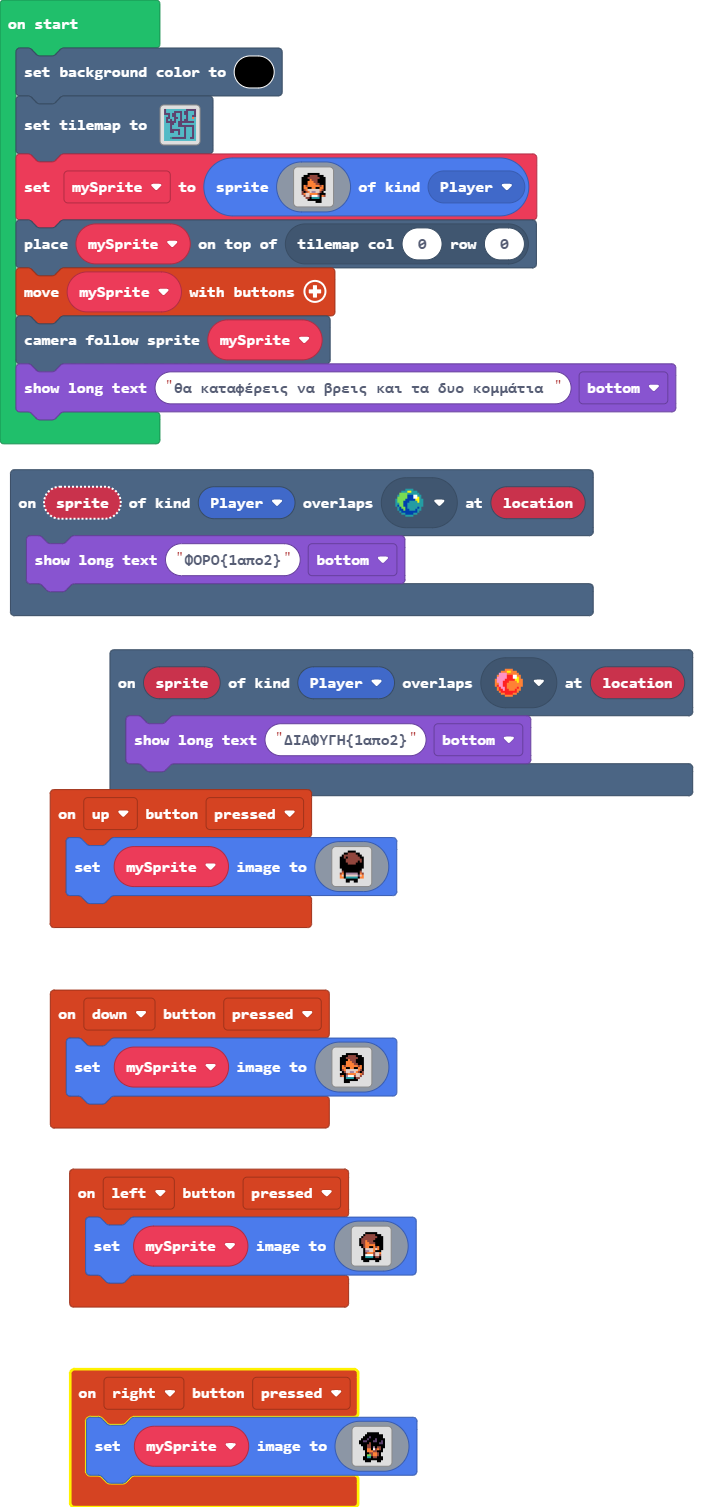 on start
set background color to
set tilemap to
set mySprite to sprite of kind Player
place mySprite on top of tilemap col 0 row 0
move mySprite with buttons
camera follow sprite mySprite
show long text "θα καταφέρεις να βρεις και τα δυο κομμάτια " bottom
on sprite of kind Player overlaps at location
show long text "ΦΟΡΟ{1απο2}" bottom
on sprite of kind Player overlaps at location
show long text "ΔΙΑΦΥΓΗ{1απο2}" bottom
on up button pressed
set mySprite image to
on down button pressed
set mySprite image to
on left button pressed
set mySprite image to
on right button pressed
set mySprite image to